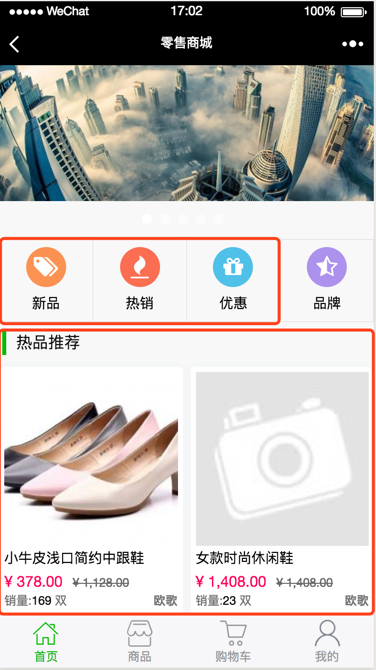 WeChat 17:02 100%
零售商城
新品 热销 优惠 品牌
热品推荐
小牛皮浅口简约中跟鞋 女款时尚休闲鞋
¥ 378.00 ¥ 1,128.00 ¥ 1,408.00 ¥ 1,408.00
销量:169 双 欧歌 销量:23 双 欧歌
首页 商品 购物车 我的